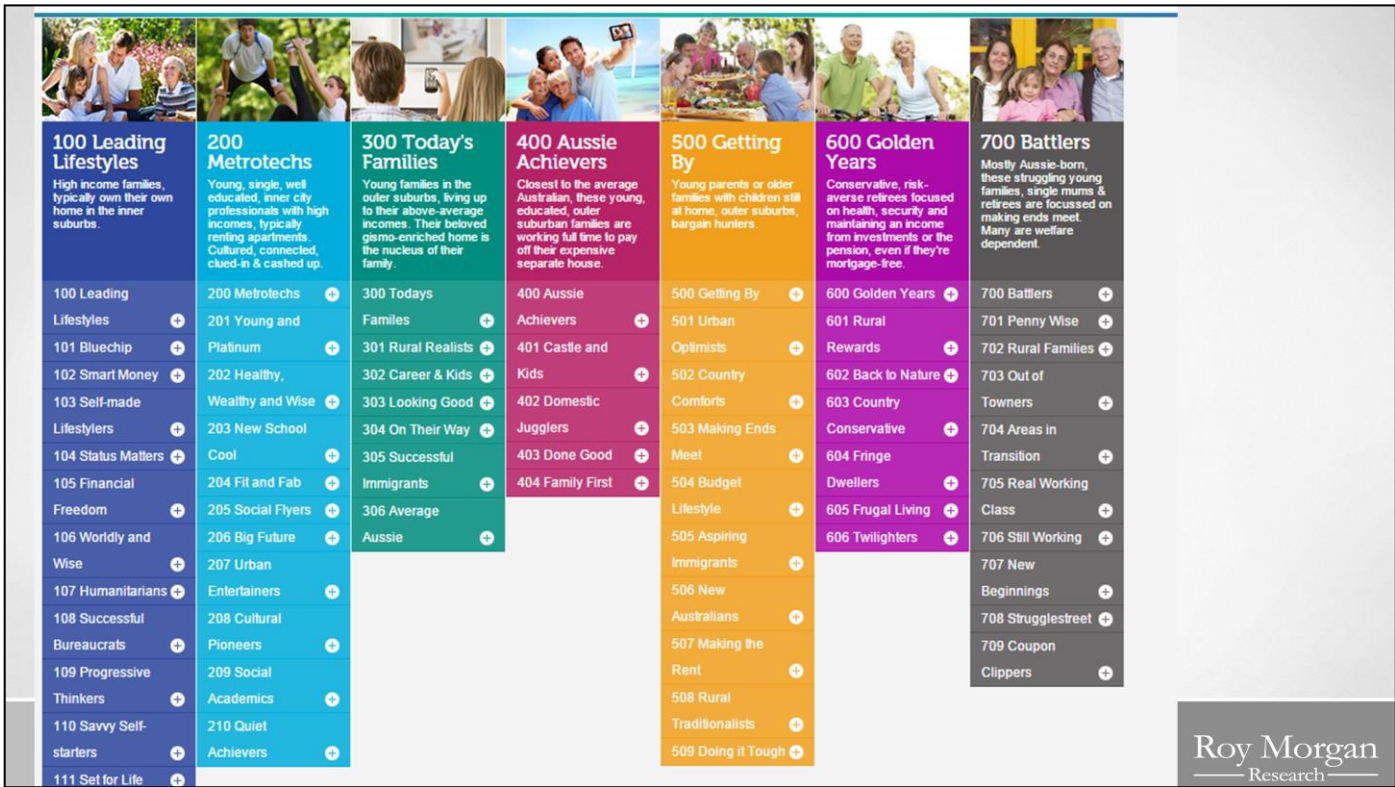 100 Leading
Lifestyles
High income families,
typically own their own
home in the inner
suburbs.
100 Leading
Lifestyles
101 Bluechip
102 Smart Money
103 Self-made
Lifestylers
104 Status Matters
105 Financial
Freedom
106 Worldly and
Wise
107 Humanitarians
108 Successful
Bureaucrats
109 Progressive
Thinkers
110 Savvy Self-
starters
111 Set for Life
200
Metrotechs
Young, single, well
educated, inner city
professionals with high
incomes, typically
renting apartments.
Cultured, connected,
clued-in & cashed up.
200 Metrotechs
201 Young and
Platinum
202 Healthy,
Wealthy and Wise
203 New School
Cool
204 Fit and Fab
205 Social Flyers
206 Big Future
207 Urban
Entertainers
208 Cultural
Pioneers
209 Social
Academics
210 Quiet
Achievers
300 Today's
Families
Young families in the
outer suburbs, living up
to their above-average
incomes. Their beloved
gismo-enriched home is
the nucleus of their
family.
300 Todays
Familes
301 Rural Realists
302 Career & Kids
303 Looking Good
304 On Their Way
305 Successful
Immigrants
306 Average
Aussie
400 Aussie
Achievers
Closest to the average
Australian, these young,
educated, outer
suburban families are
working full time to pay
off their expensive
separate house.
400 Aussie
Achievers
401 Castle and
Kids
402 Domestic
Jugglers
403 Done Good
404 Family First
500 Getting
By
Young parents or older
families with children still
at home, outer suburbs,
bargain hunters.
500 Getting By
501 Urban
Optimists
502 Country
Comforts
503 Making Ends
Meet
504 Budget
Lifestyle
505 Aspiring
Immigrants
506 New
Australians
507 Making the
Rent
508 Rural
Traditionalists
509 Doing it Tough
600 Golden
Years
Conservative, risk-
averse retirees focused
on health, security and
maintaining an income
from investments or the
pension, even if they're
mortgage-free.
600 Golden Years
601 Rural
Rewards
602 Back to Nature
603 Country
Conservative
604 Fringe
Dwellers
605 Frugal Living
606 Twilighters
700 Battlers
Mostly Aussie-born,
these struggling young
families, single mums &
retirees are focussed on
making ends meet.
Many are welfare
dependent.
700 Battlers
701 Penny Wise
702 Rural Families
703 Out of
Towners
704 Areas in
Transition
705 Real Working
Class
706 Still Working
707 New
Beginnings
708 Strugglestreet
709 Coupon
Clippers
Roy Morgan
Research